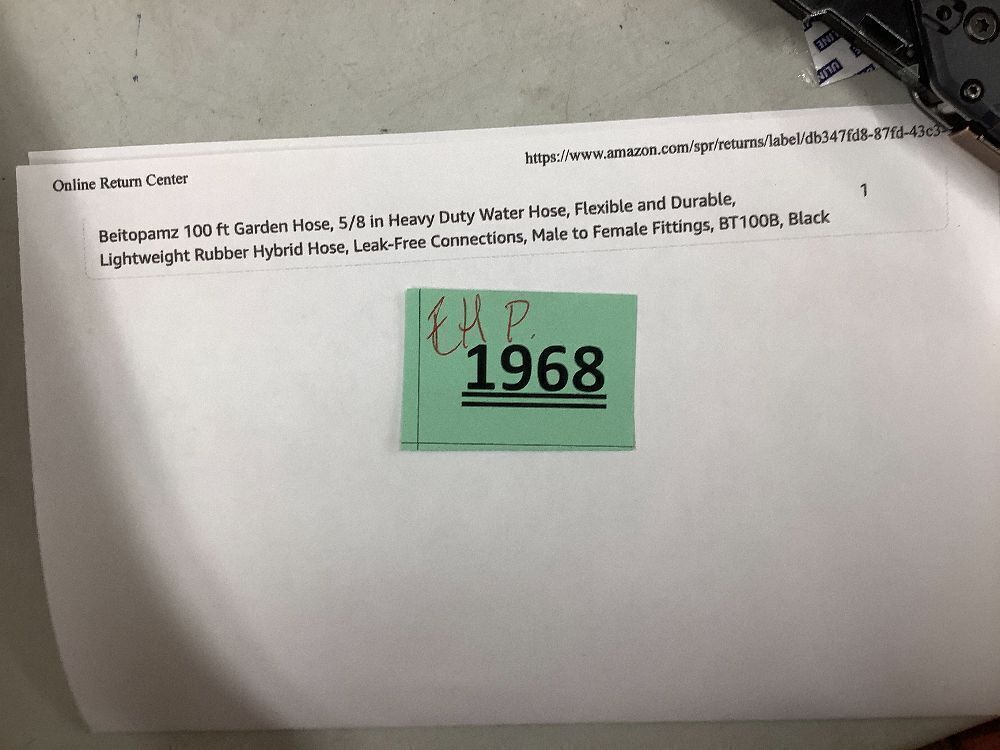 ULINE
ULINE
Online Return Center
https://www.amazon.com/spr/returns/label/db347fd8-87fd-43c3-
Beitopamz 100 ft Garden Hose, 5/8 in Heavy Duty Water Hose, Flexible and Durable, 1
Lightweight Rubber Hybrid Hose, Leak-Free Connections, Male to Female Fittings, BT100B, Black
EH P.
1968